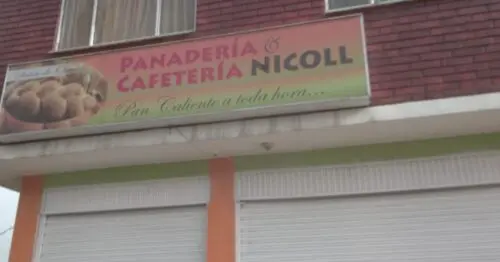 PANADERÍA &
CAFETERÍA NICOLL
Pan Caliente a toda hora...